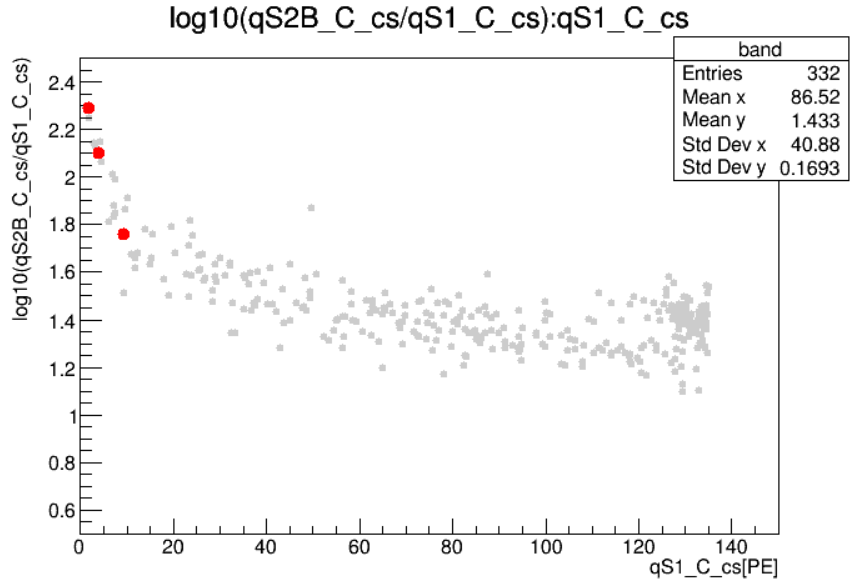 log10(qS2B_C_cs/qS1_C_cs):qS1_C_cs
band
Entries 332
Mean x 86.52
Mean y 1.433
Std Dev x 40.88
Std Dev y 0.1693
log10(qS2B_C_cs/qS1_C_cs)
2.4
2.2
2
1.8
1.6
1.4
1.2
1
0.8
0.6
0 20 40 60 80 100 120 140
qS1_C_cs[PE]